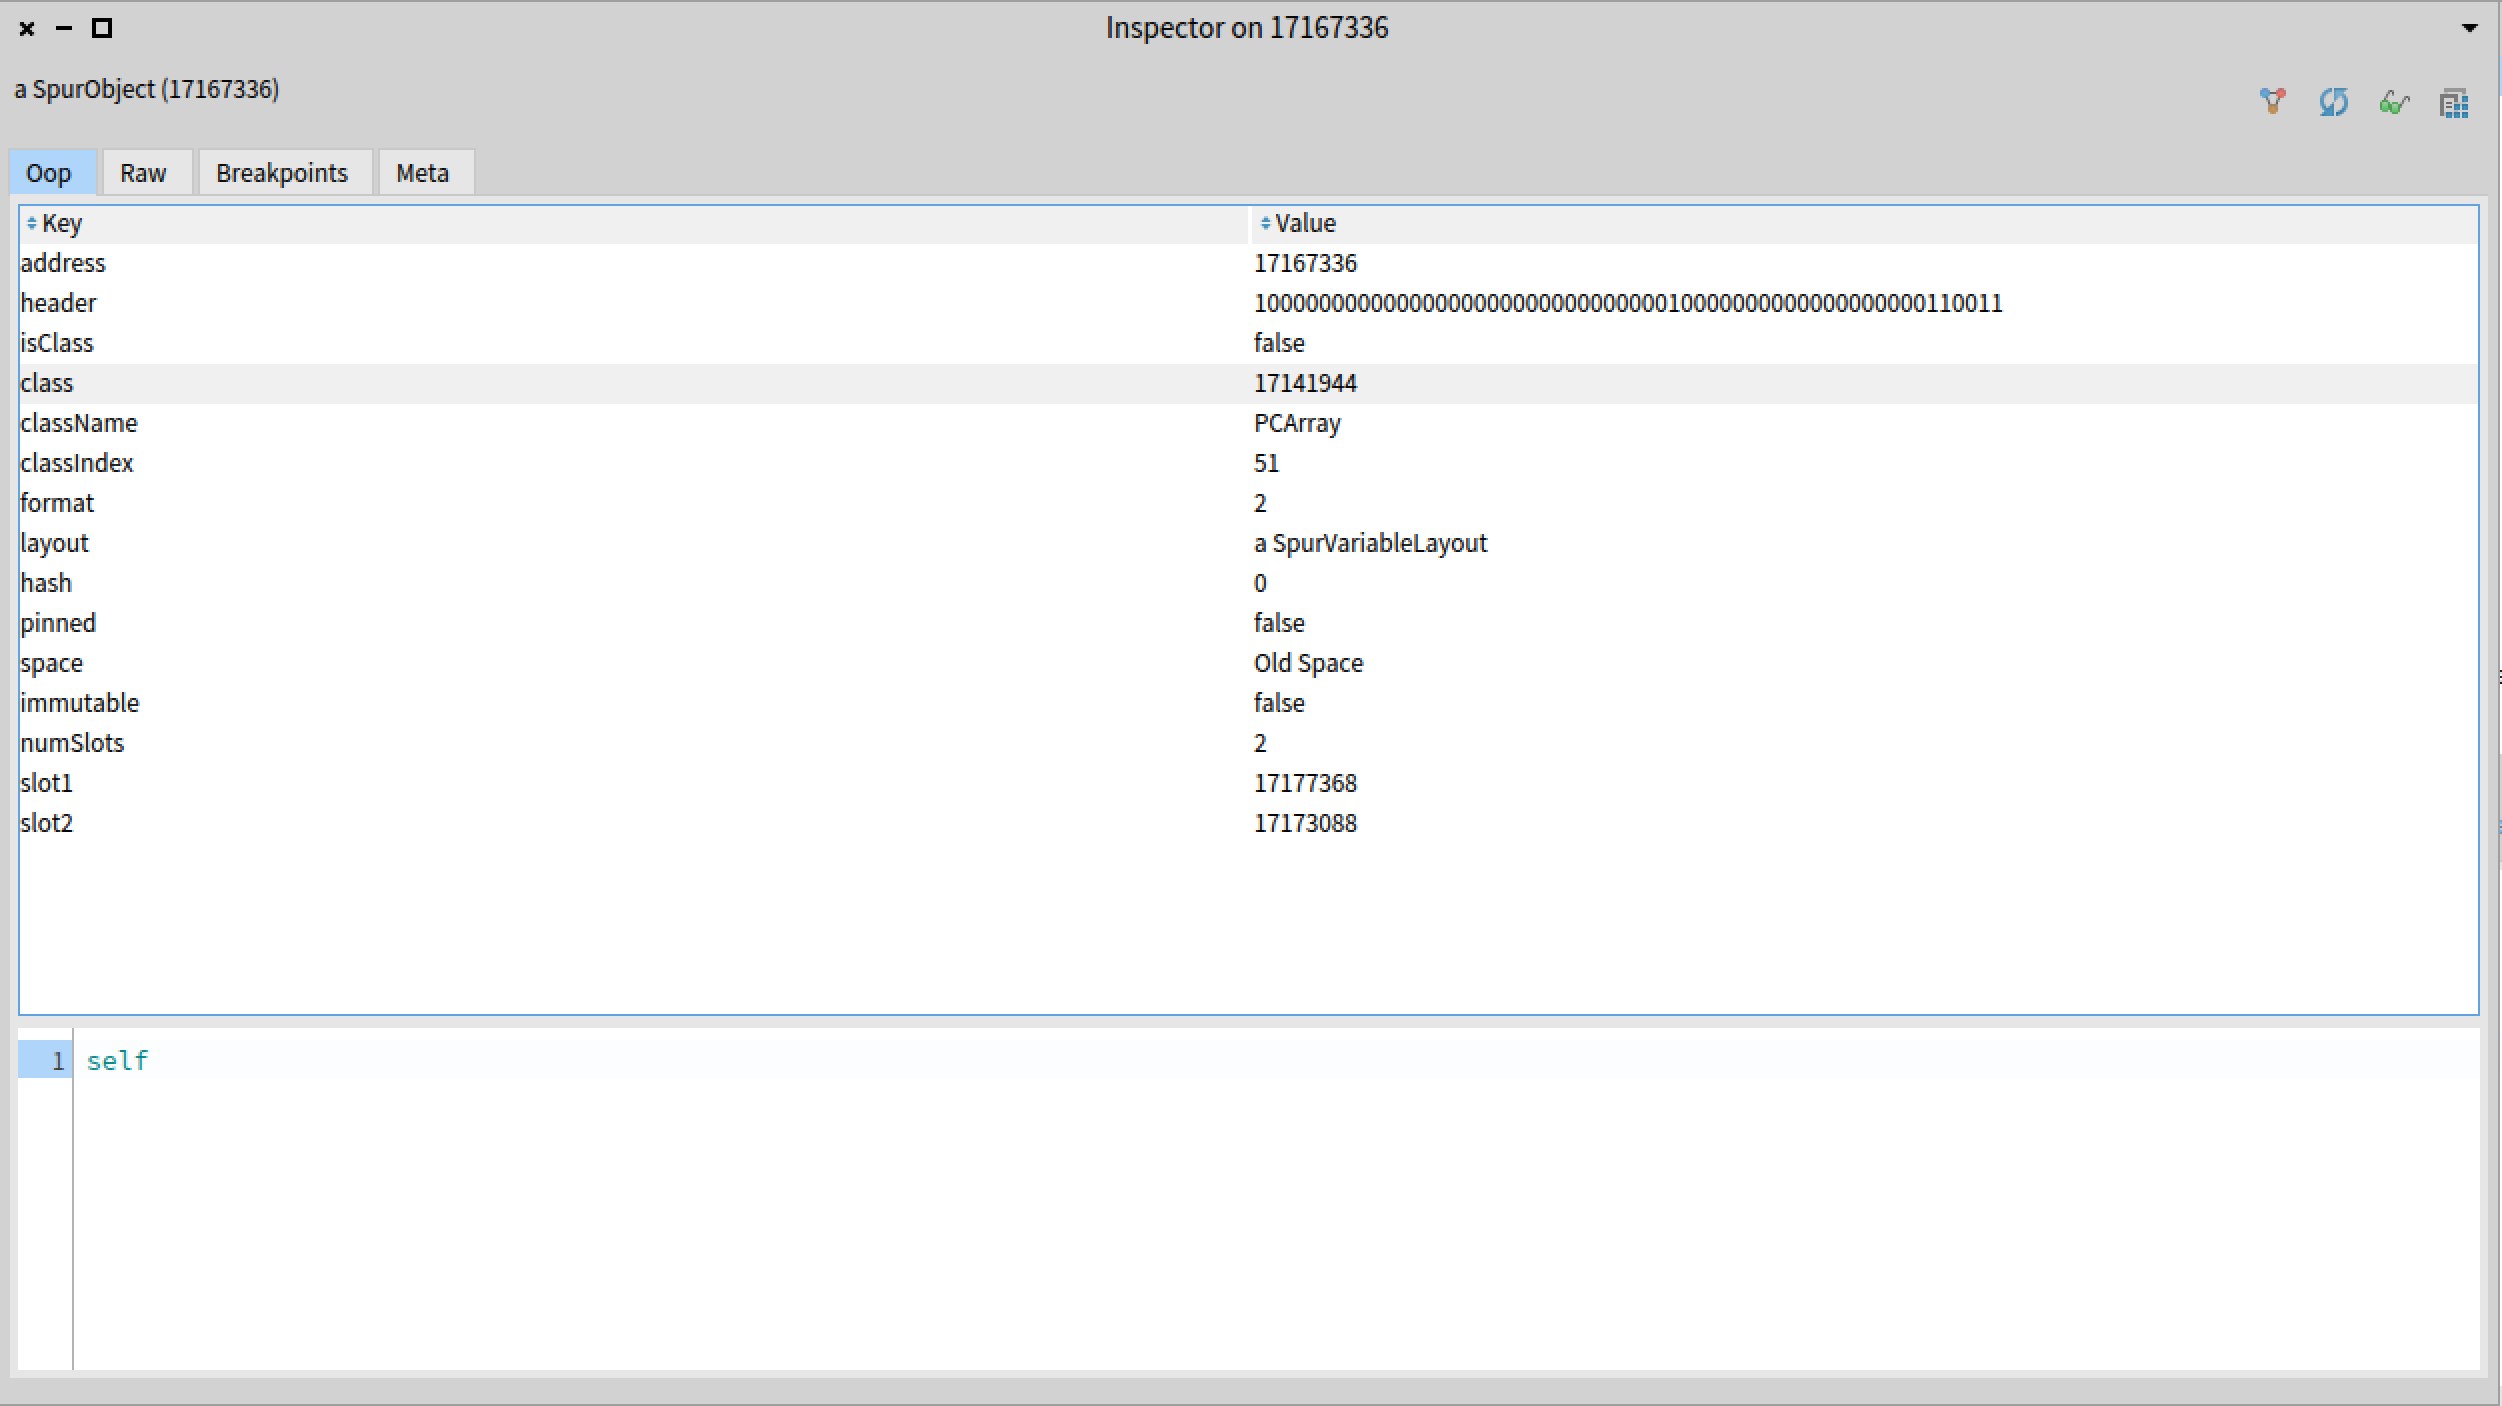 Inspector on 17167336
a SpurObject (17167336)
Oop Raw Breakpoints Meta
Key Value
address 17167336
header 1000000000000000000000000000000010000000000000000000110011
isClass false
class 17141944
className PCArray
classIndex 51
format 2
layout a SpurVariableLayout
hash 0
pinned false
space Old Space
immutable false
numSlots 2
slot1 17177368
slot2 17173088
1 self